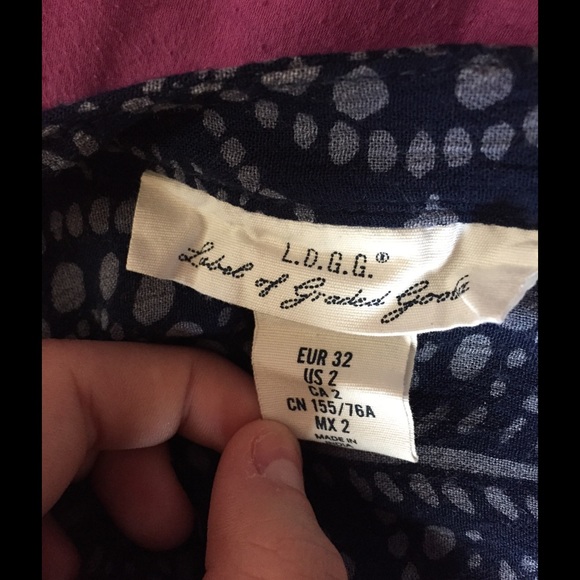 L.D.G.G.®
Label of Graded Goods
EUR 32
US 2
CA 2
CN 155/76A
MX 2
MADE IN